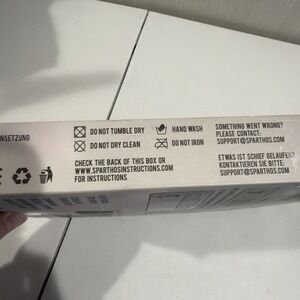 NSETZUNG
DO NOT TUMBLE DRY
HAND WASH
DO NOT DRY CLEAN
DO NOT IRON
CHECK THE BACK OF THIS BOX OR
WWW.SPARTHOSINSTRUCTIONS.COM
FOR INSTRUCTIONS
SOMETHING WENT WRONG?
PLEASE CONTACT:
SUPPORT@SPARTHOS.COM
ETWAS IST SCHIEF GELAUFEN?
KONTAKTIEREN SIE BITTE:
SUPPORT@SPARTHOS.COM